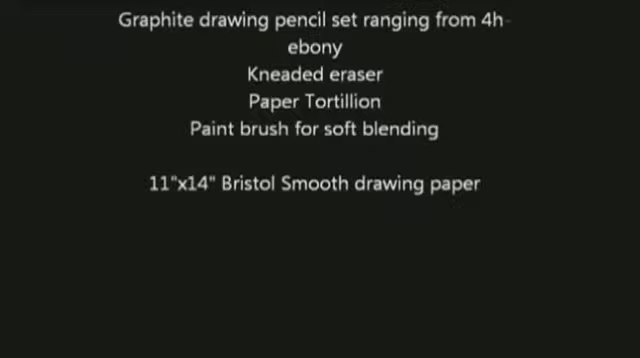 Graphite drawing pencil set ranging from 4h-
ebony
Kneaded eraser
Paper Tortillion
Paint brush for soft blending
11"x14" Bristol Smooth drawing paper